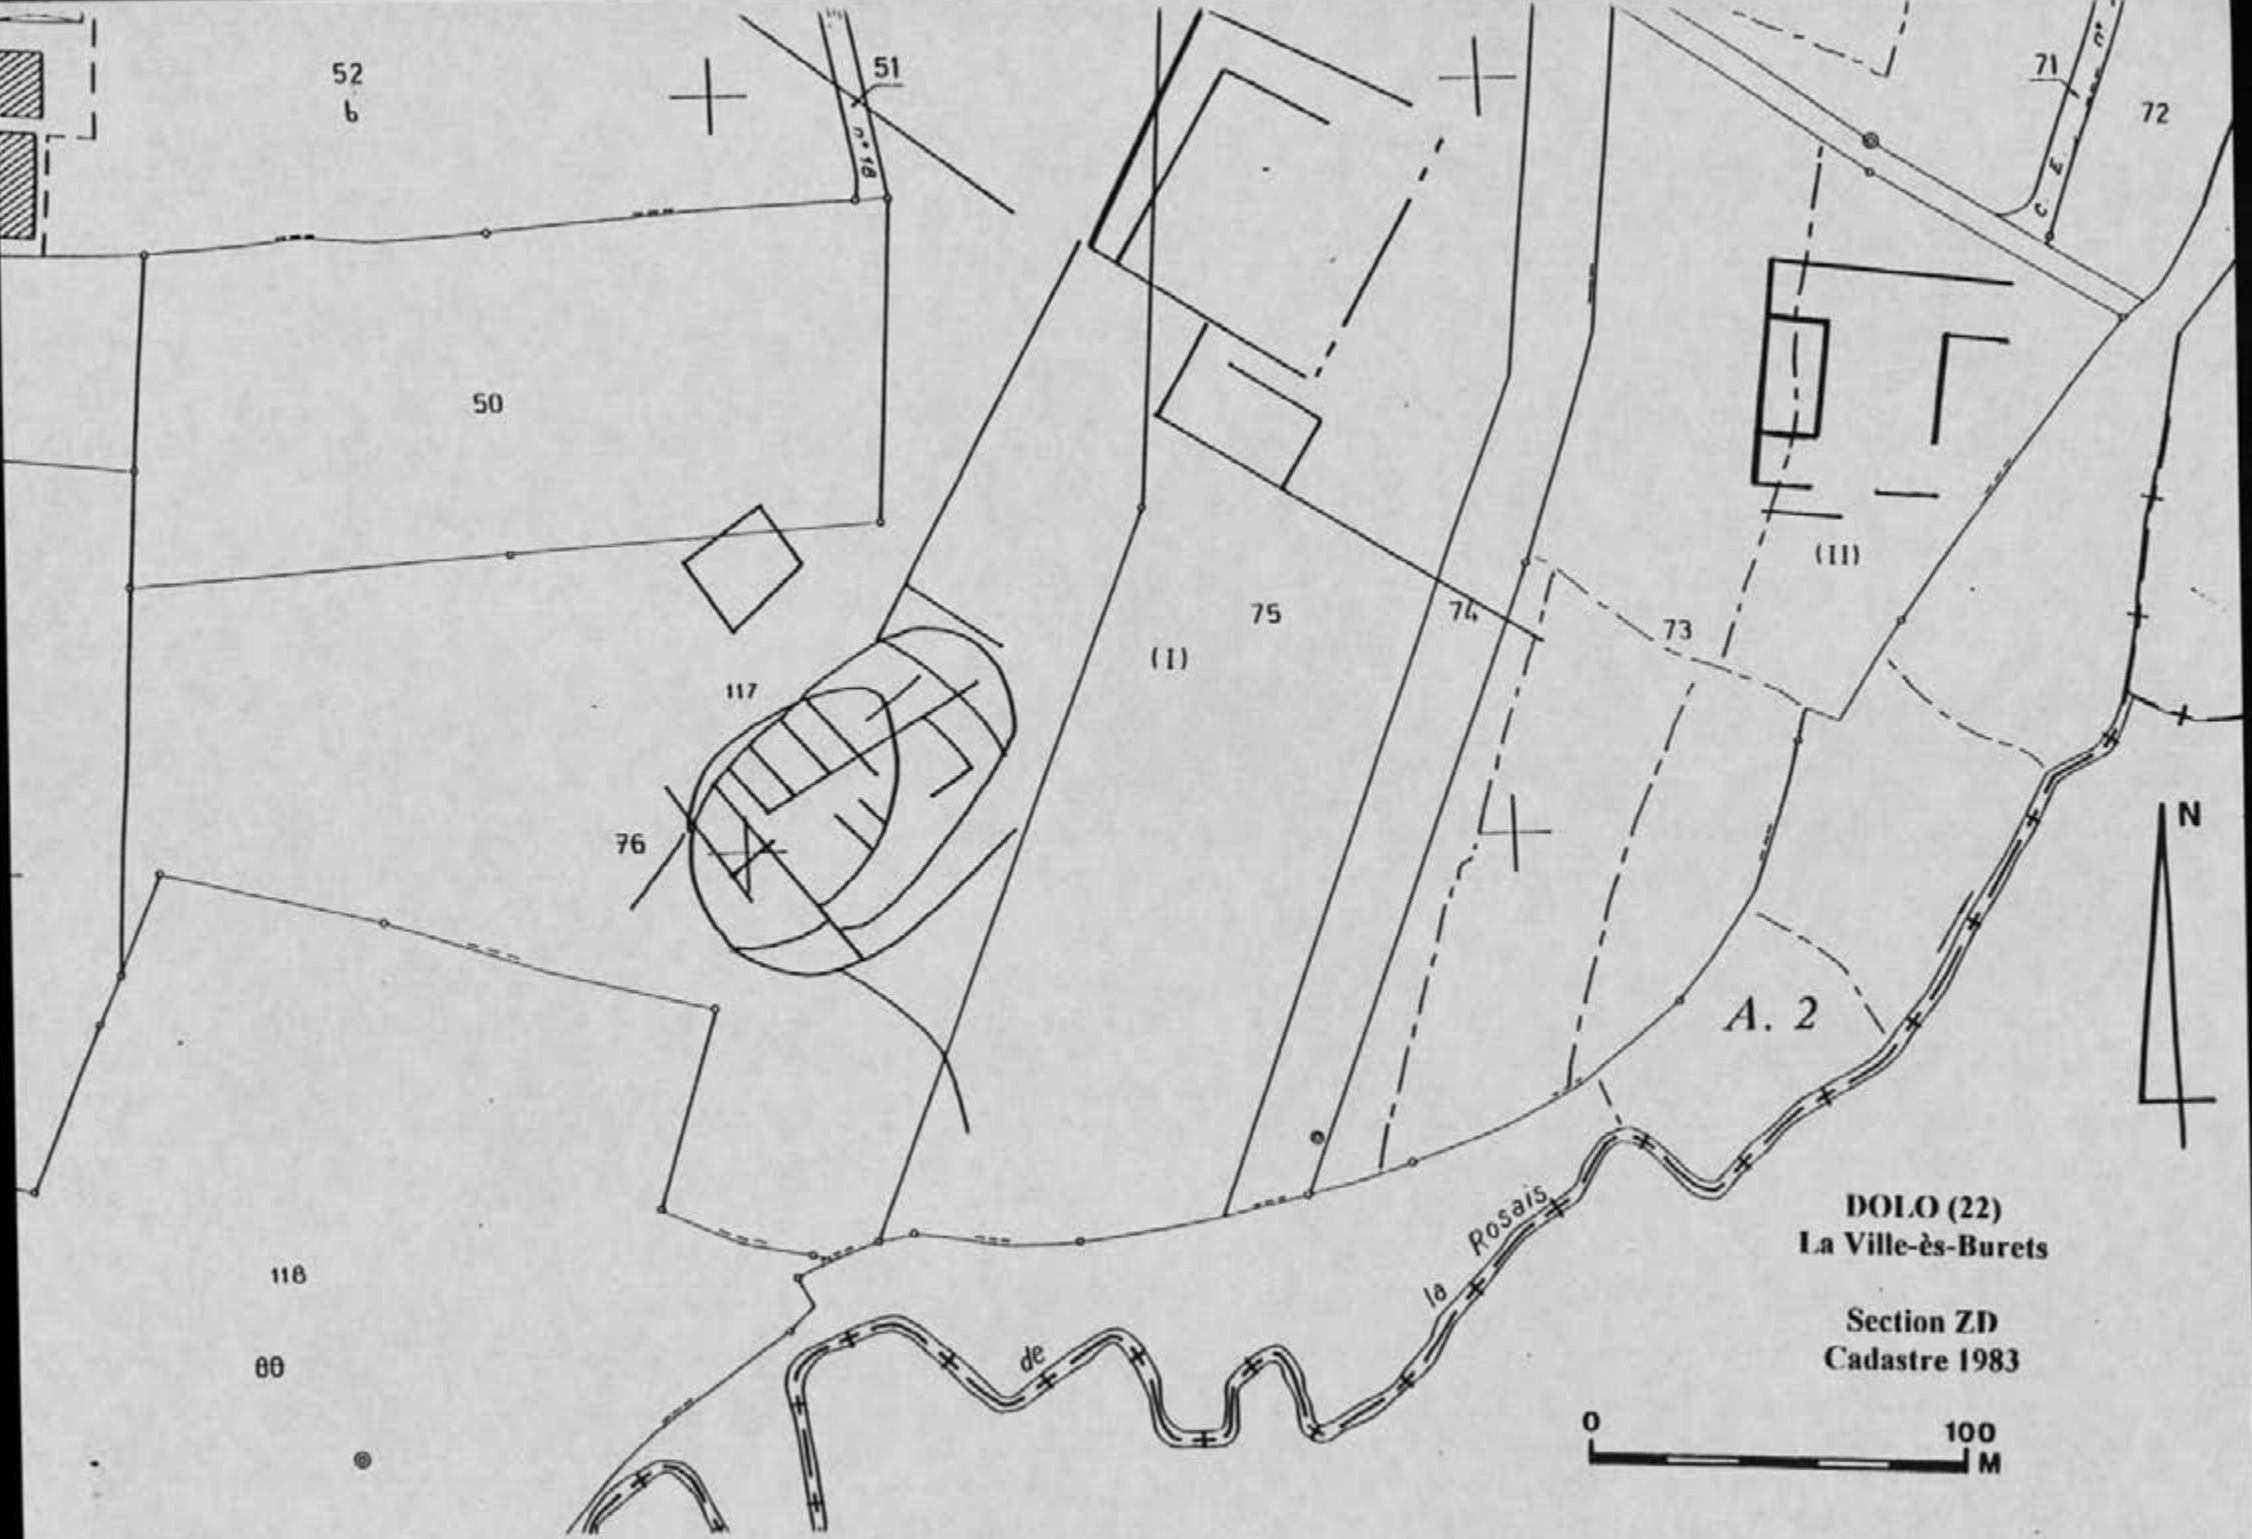 52
b
51
n° 18
71
72
C E n°
50
(II)
75
74
73
(I)
117
76
N
A. 2
DOLO (22)
La Ville-ès-Burets
Section ZD
Cadastre 1983
118
88
de la Rosais
0 100
M